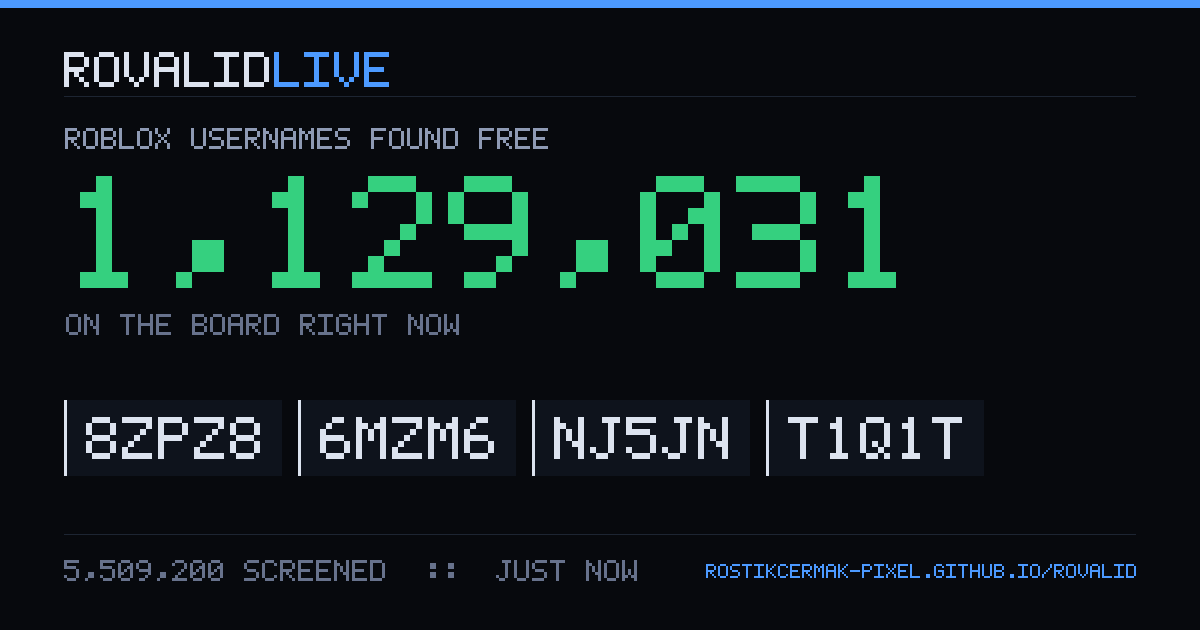 ROVALIDLIVE
ROBLOX USERNAMES FOUND FREE
1,129,031
ON THE BOARD RIGHT NOW
8ZPZ8 6MZM6 NJ5JN T1Q1T
5,509,200 SCREENED :: JUST NOW ROSTIKCERMAK-PIXEL.GITHUB.IO/ROVALID